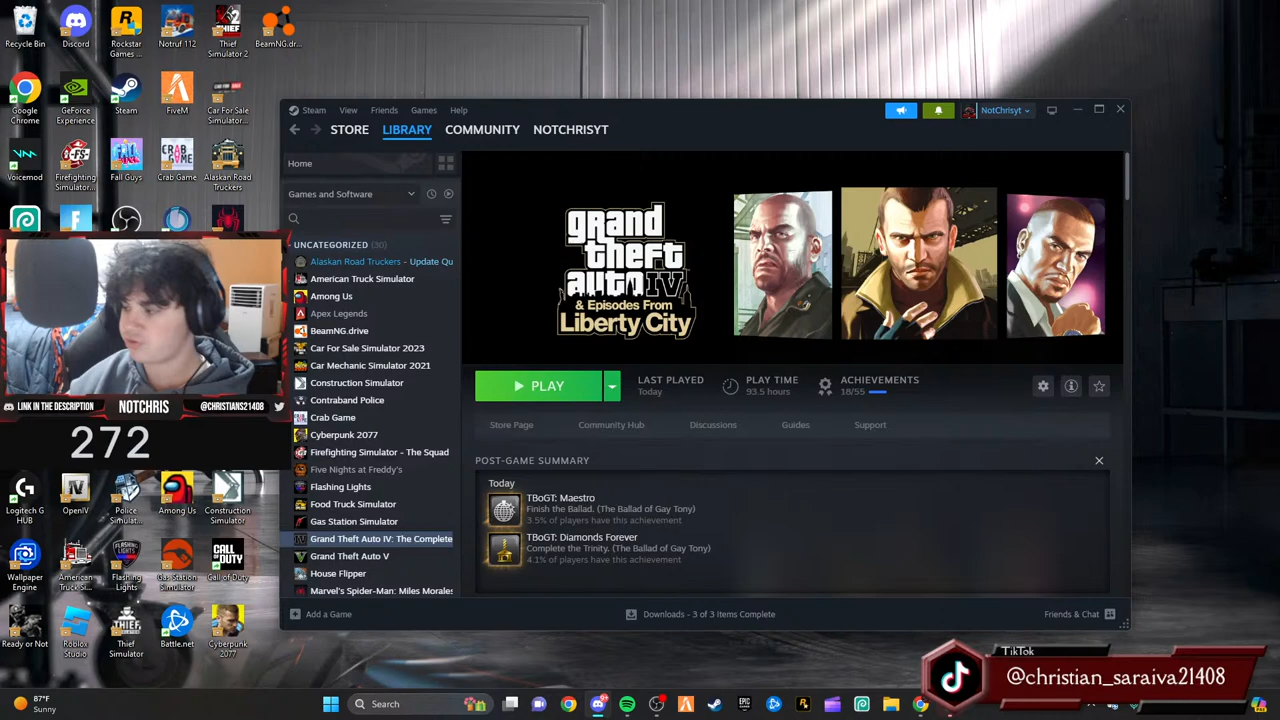 Recycle Bin
Discord
Rockstar Games ...
Notruf 112
Thief Simulator 2
BeamNG.dr...
Google Chrome
GeForce Experience
Steam
FiveM
Car For Sale Simulator...
Voicemod
Firefighting Simulator...
Fall Guys
Crab Game
Alaskan Road Truckers
Steam
View
Friends
Games
Help
NotChrisyt
STORE
LIBRARY
COMMUNITY
NOTCHRISYT
Home
Games and Software
UNCATEGORIZED (30)
Alaskan Road Truckers - Update Qu
American Truck Simulator
Among Us
Apex Legends
BeamNG.drive
Car For Sale Simulator 2023
Car Mechanic Simulator 2021
Construction Simulator
Contraband Police
Crab Game
Cyberpunk 2077
Firefighting Simulator - The Squad
Five Nights at Freddy's
Flashing Lights
Food Truck Simulator
Gas Station Simulator
Grand Theft Auto IV: The Complete
Grand Theft Auto V
House Flipper
Marvel's Spider-Man: Miles Morales
Add a Game
grand
theft
auto IV
& Episodes From
Liberty City
PLAY
LAST PLAYED
Today
PLAY TIME
93.5 hours
ACHIEVEMENTS
18/55
Store Page
Community Hub
Discussions
Guides
Support
POST-GAME SUMMARY
Today
TBoGT: Maestro
Finish the Ballad. (The Ballad of Gay Tony)
3.5% of players have this achievement
TBoGT: Diamonds Forever
Complete the Trinity. (The Ballad of Gay Tony)
4.1% of players have this achievement
Downloads - 3 of 3 Items Complete
Friends & Chat
LINK IN THE DESCRIPTION
NOTCHRIS
@CHRISTIANS21408
272
Logitech G HUB
OpenIV
Police Simulat...
Among Us
Construction Simulator
Wallpaper Engine
American Truck Si...
Flashing Lights
Gas Station Simulator
Call of Duty
Ready or Not
Roblox Studio
Thief Simulator
Battle.net
Cyberpunk 2077
TikTok
@christian_saraiva21408
87°F
Sunny
Search